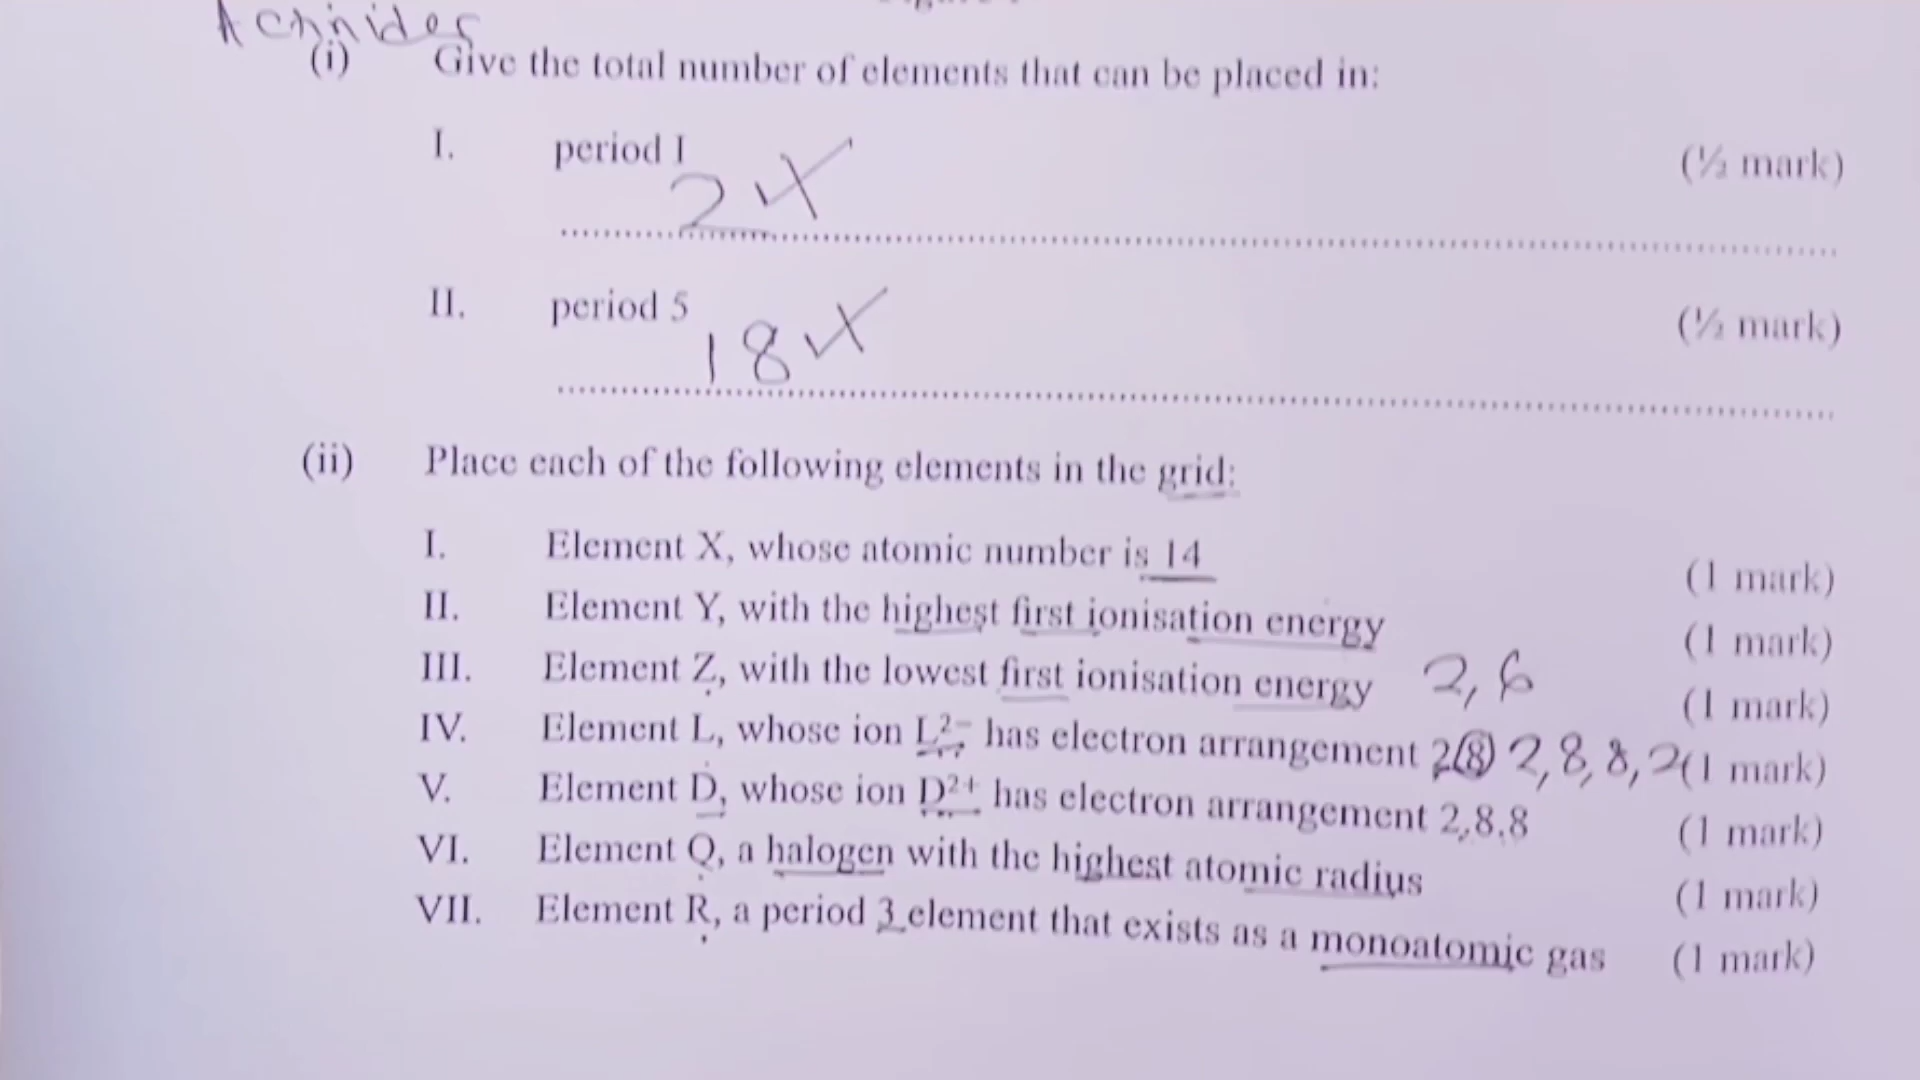 Actinides
(i) Give the total number of elements that can be placed in:
I. period I (½ mark)
2
II. period 5 (½ mark)
18
(ii) Place each of the following elements in the grid:
I. Element X, whose atomic number is 14 (1 mark)
II. Element Y, with the highest first ionisation energy (1 mark)
III. Element Z, with the lowest first ionisation energy 2,6 (1 mark)
IV. Element L, whose ion L²⁻ has electron arrangement 2,8 2,8,8,2 (1 mark)
V. Element D, whose ion D²⁺ has electron arrangement 2,8,8 (1 mark)
VI. Element Q, a halogen with the highest atomic radius (1 mark)
VII. Element R, a period 3 element that exists as a monoatomic gas (1 mark)